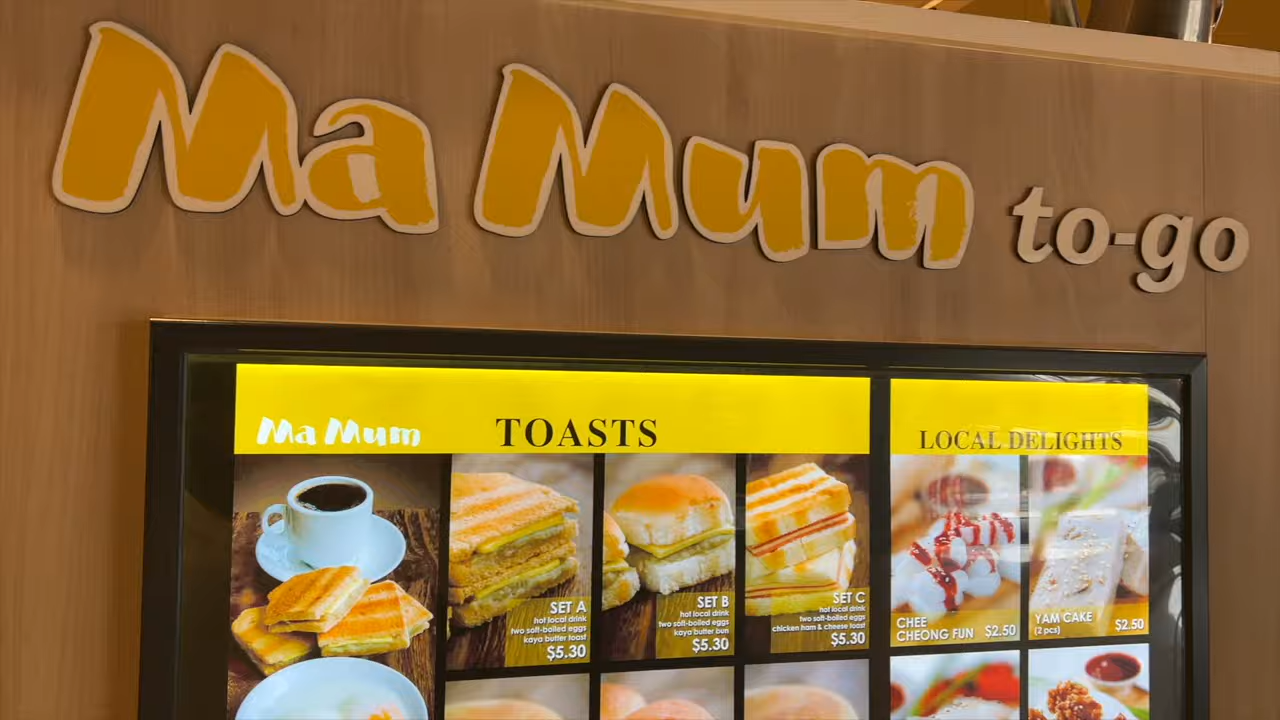 Ma Mum to-go
Ma Mum
TOASTS
LOCAL DELIGHTS
SET A
hot local drink
two soft-boiled eggs
kaya butter toast
$5.30
SET B
hot local drink
two soft-boiled eggs
kaya butter bun
$5.30
SET C
hot local drink
two soft-boiled eggs
chicken ham & cheese toast
$5.30
CHEE
CHEONG FUN $2.50
YAM CAKE
(2 pcs) $2.50